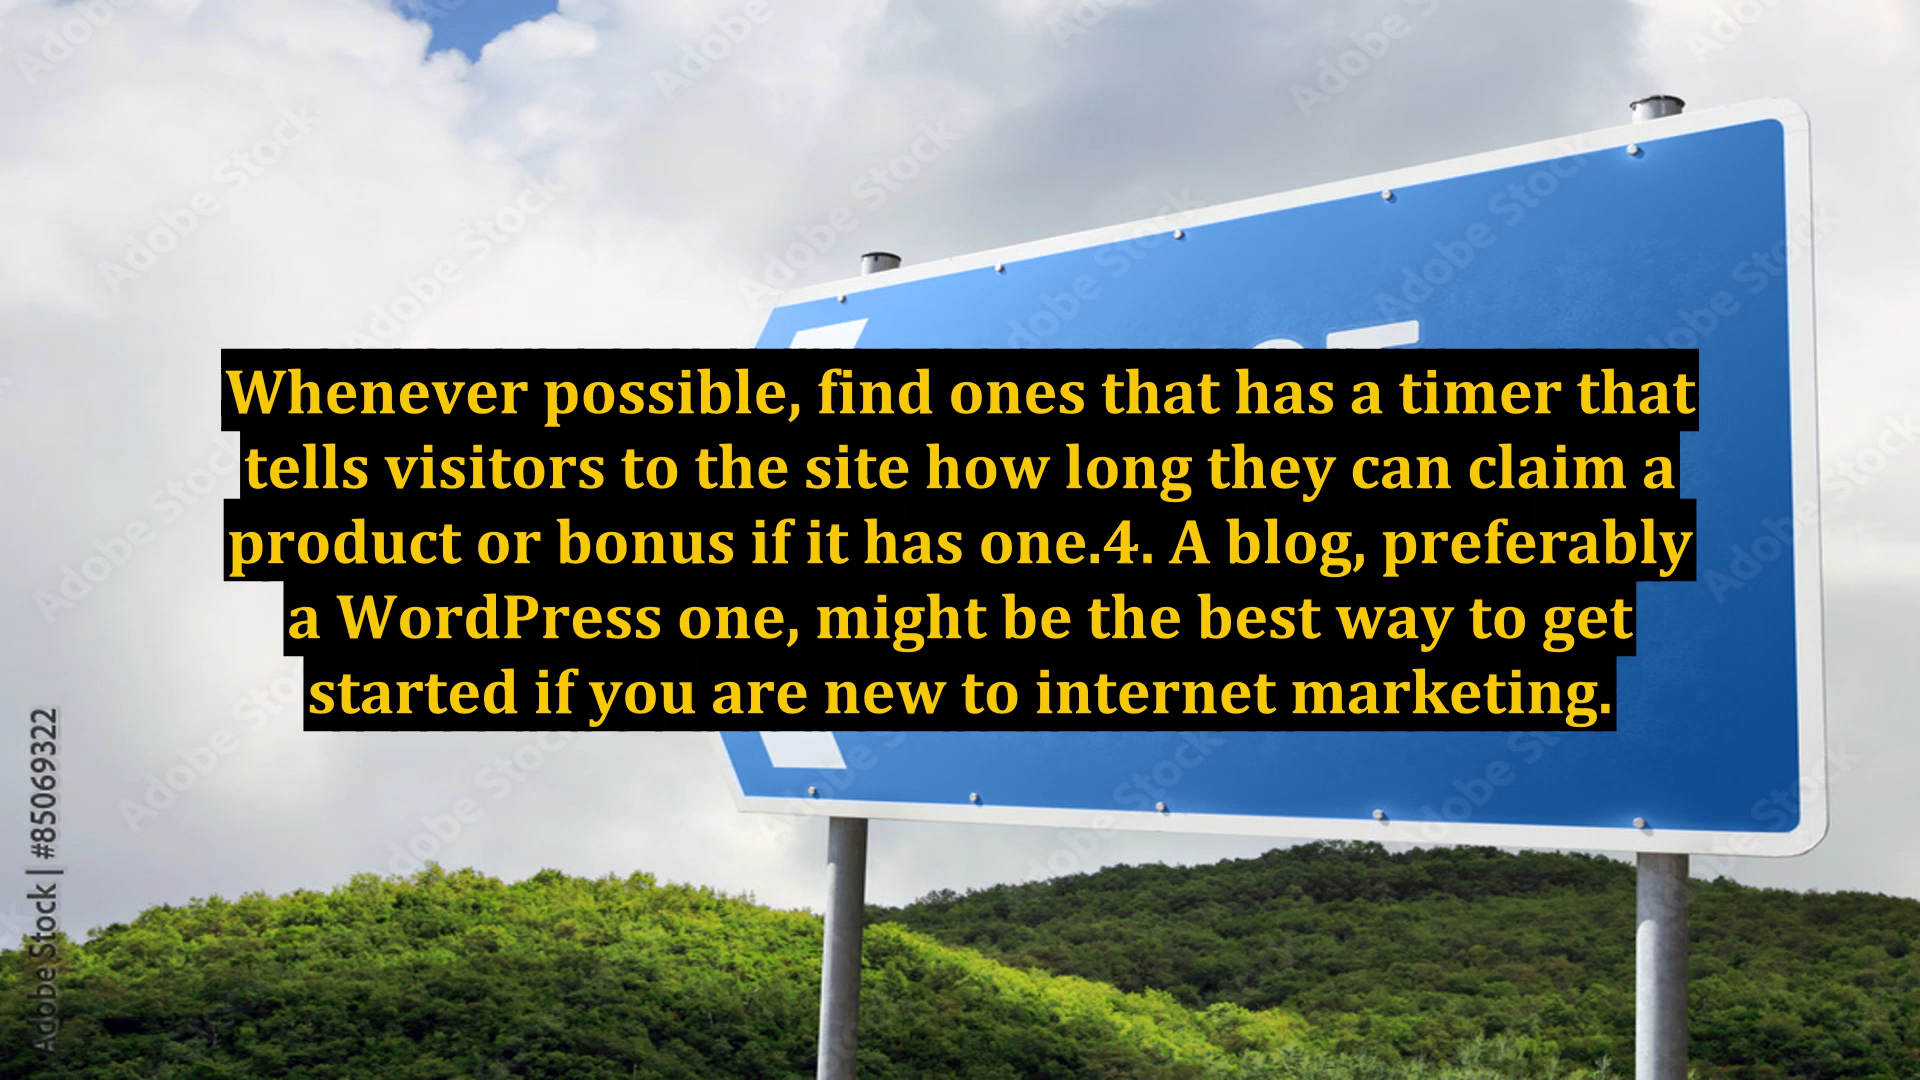 Whenever possible, find ones that has a timer that
tells visitors to the site how long they can claim a
product or bonus if it has one.4. A blog, preferably
a WordPress one, might be the best way to get
started if you are new to internet marketing.
Adobe Stock | #85069322